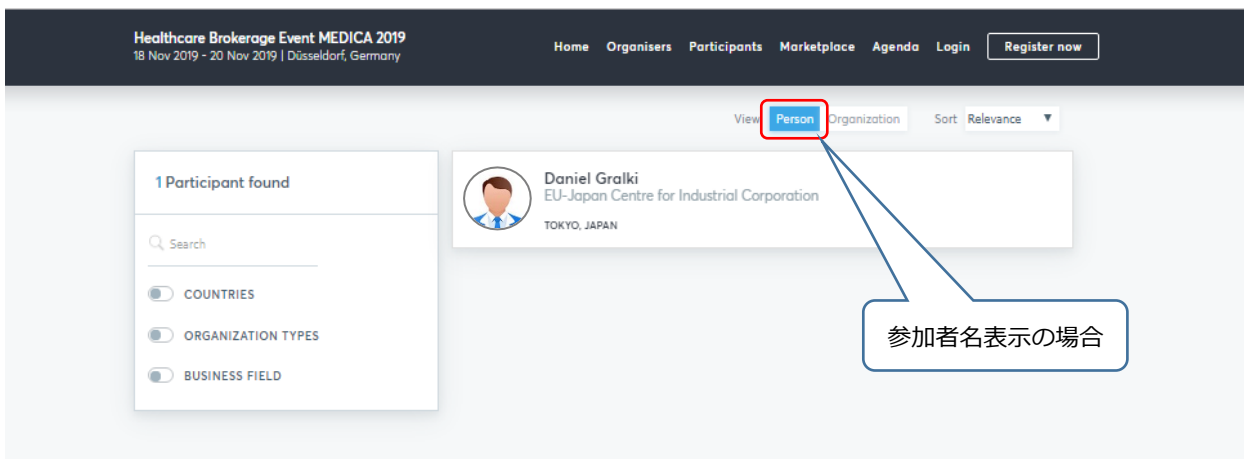 Healthcare Brokerage Event MEDICA 2019
18 Nov 2019 - 20 Nov 2019 | Düsseldorf, Germany
Home Organisers Participants Marketplace Agenda Login Register now
View Person Organization Sort Relevance
1 Participant found
Daniel Gralki
EU-Japan Centre for Industrial Corporation
TOKYO, JAPAN
Search
COUNTRIES
ORGANIZATION TYPES
BUSINESS FIELD
参加者名表示の場合